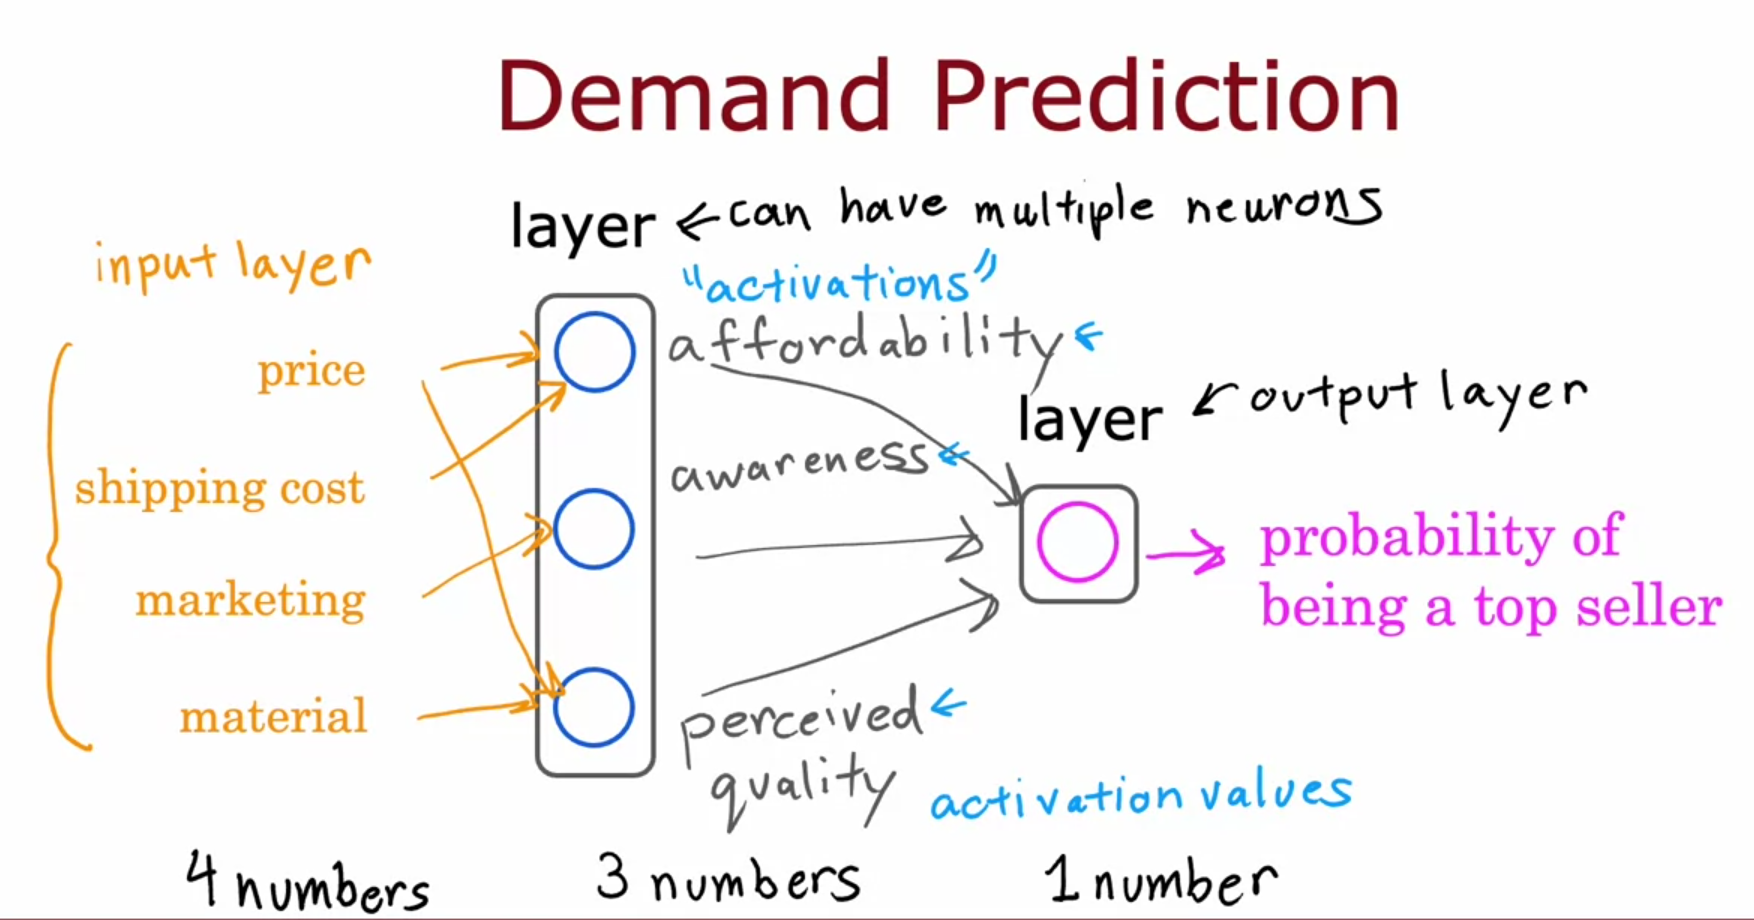 Demand Prediction
layer ← can have multiple neurons
input layer
"activations"
affordability ←
price
layer ← output layer
awareness ←
shipping cost
probability of
being a top seller
marketing
material
perceived ←
quality
activation values
4 numbers
3 numbers
1 number